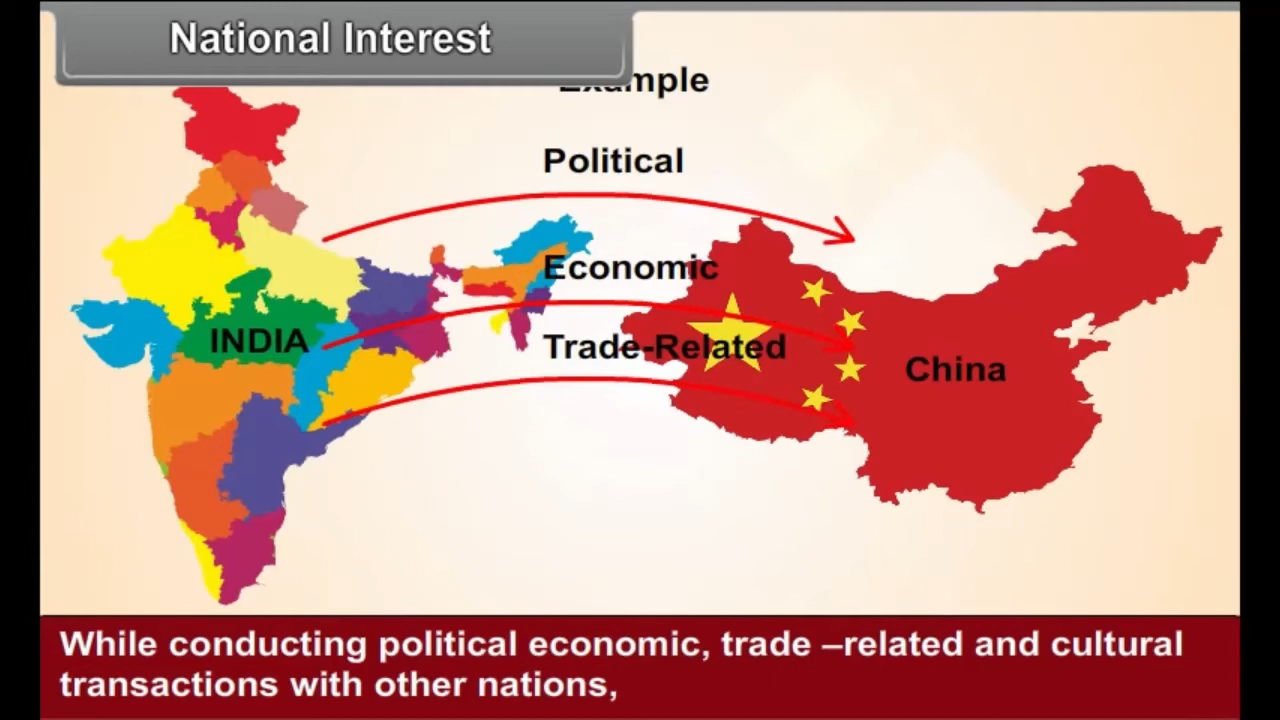 National Interest
Example
Political
Economic
INDIA
Trade-Related
China
While conducting political economic, trade –related and cultural
transactions with other nations,